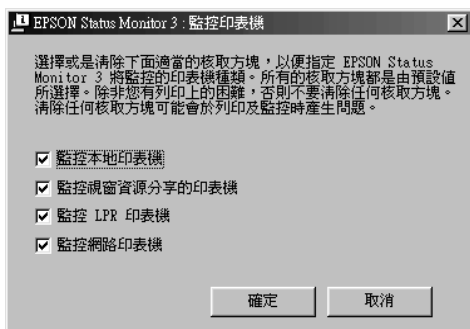 EPSON Status Monitor 3 : 監控印表機
選擇或是清除下面適當的核取方塊，以便指定 EPSON Status
Monitor 3 將監控的印表機種類。所有的核取方塊都是由預設值
所選擇。除非您有列印上的困難，否則不要清除任何核取方塊。
清除任何核取方塊可能會於列印及監控時產生問題。
監控本地印表機
監控視窗資源分享的印表機
監控 LPR 印表機
監控網路印表機
確定
取消